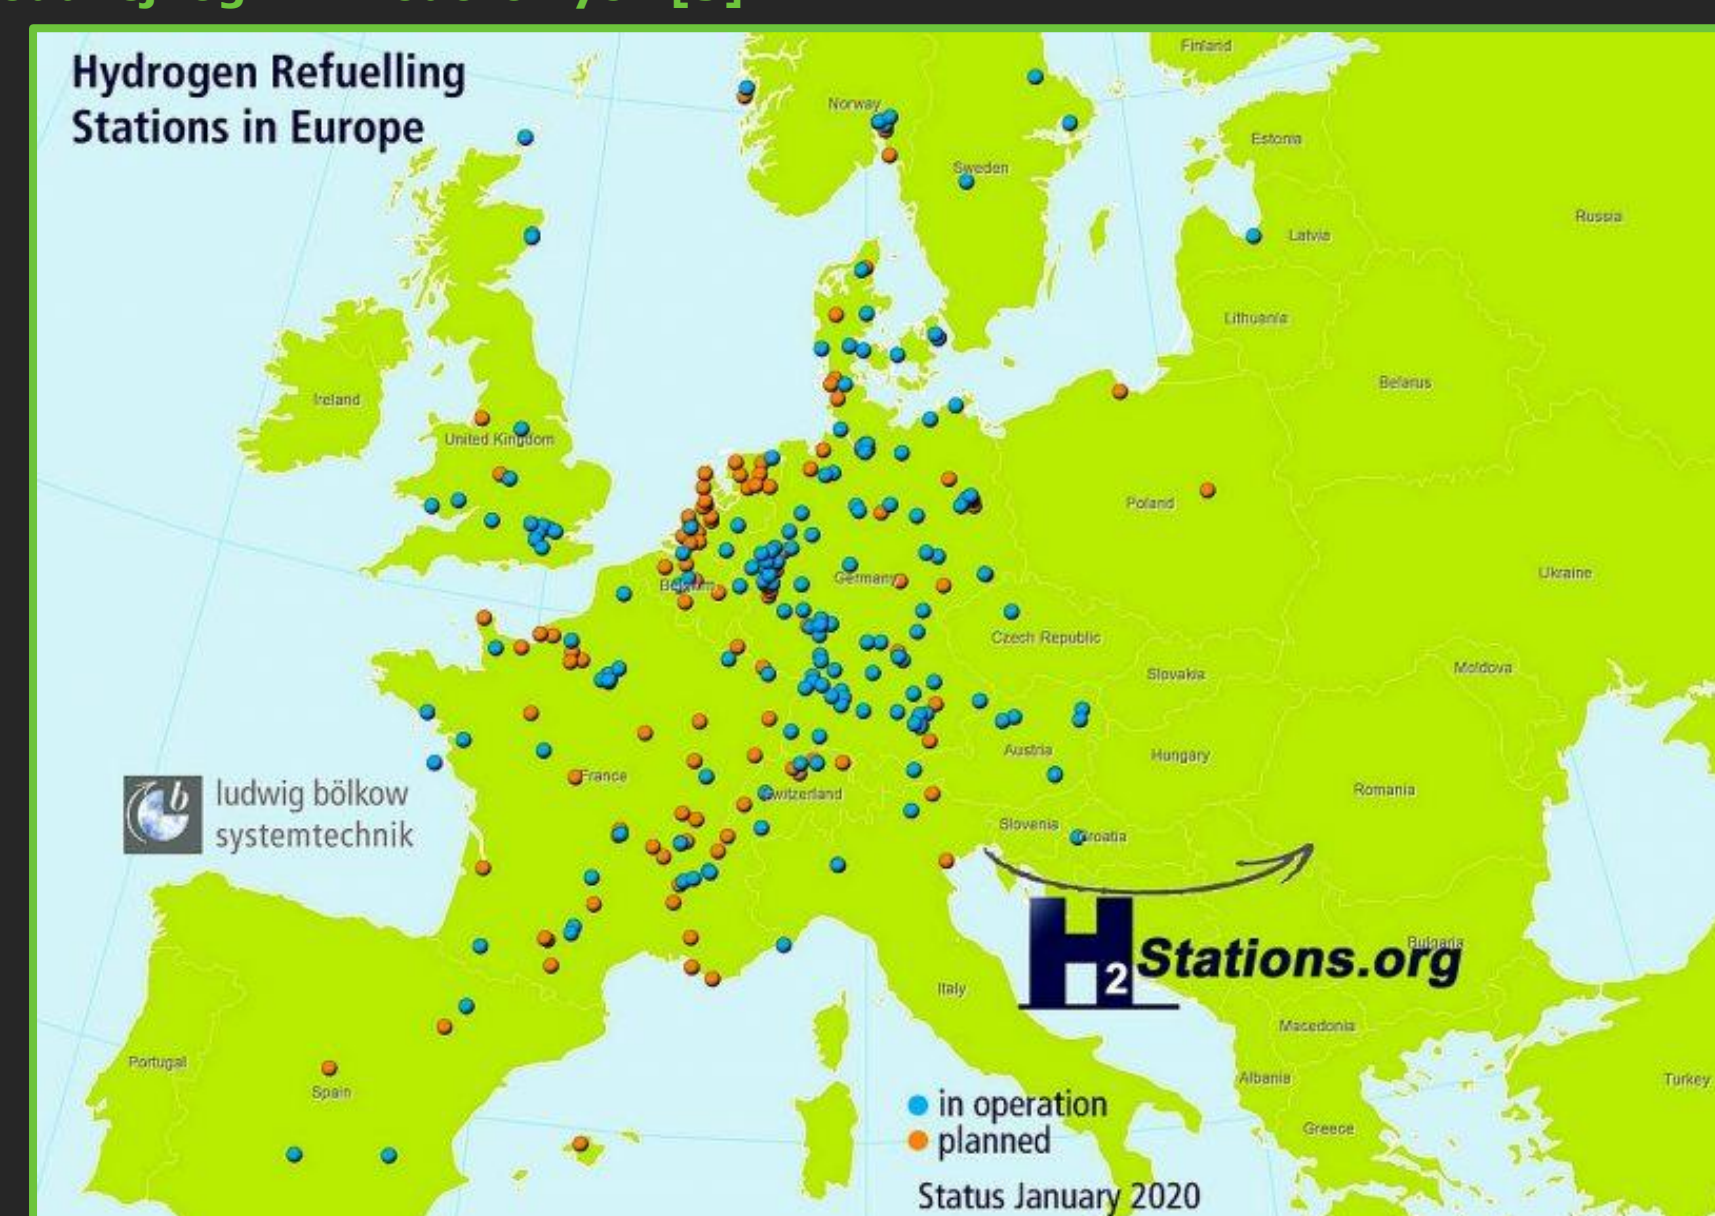 Hydrogen Refuelling
Stations in Europe
Finland
Norway
Estonia
Sweden
Russia
Latvia
Lithuania
Belarus
Ireland
United Kingdom
Poland
Germany
Ukraine
Belgium
Czech Republic
Slovakia
Moldova
Austria
Hungary
France
Switzerland
Romania
ludwig bölkow
systemtechnik
b
Slovenia
Croatia
H2Stations.org
Bulgaria
Italy
Macedonia
Portugal
Albania
Turkey
Spain
in operation
planned
Greece
Status January 2020